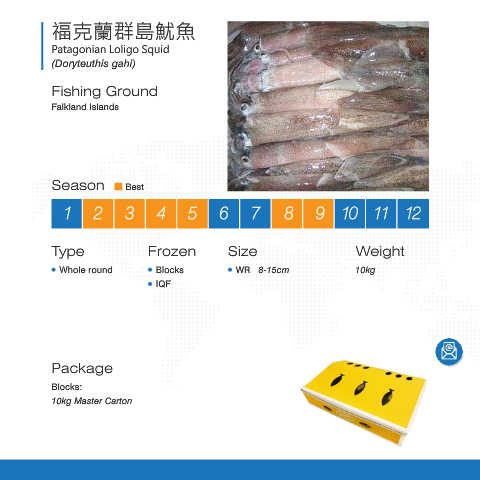 福克蘭群島魷魚
Patagonian Loligo Squid
(Doryteuthis gahi)
Fishing Ground
Falkland Islands
Season
Best
1 2 3 4 5 6 7 8 9 10 11 12
Type
Whole round
Frozen
Blocks
IQF
Size
WR 8-15cm
Weight
10kg
Package
Blocks:
10kg Master Carton